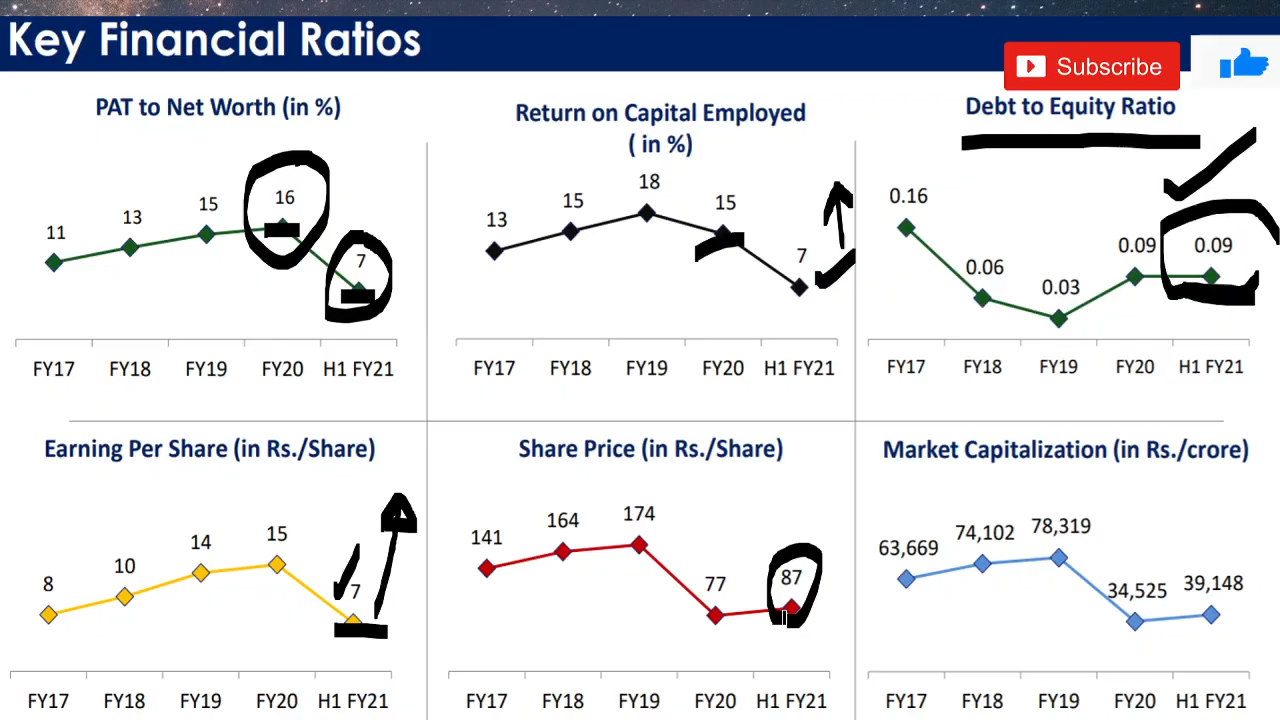 Key Financial Ratios
Subscribe
PAT to Net Worth (in %)
11 13 15 16 7
FY17 FY18 FY19 FY20 H1 FY21
Return on Capital Employed
( in %)
13 15 18 15 7
FY17 FY18 FY19 FY20 H1 FY21
Debt to Equity Ratio
0.16 0.06 0.03 0.09 0.09
FY17 FY18 FY19 FY20 H1 FY21
Earning Per Share (in Rs./Share)
8 10 14 15 7
FY17 FY18 FY19 FY20 H1 FY21
Share Price (in Rs./Share)
141 164 174 77 87
FY17 FY18 FY19 FY20 H1 FY21
Market Capitalization (in Rs./crore)
63,669 74,102 78,319 34,525 39,148
FY17 FY18 FY19 FY20 H1 FY21